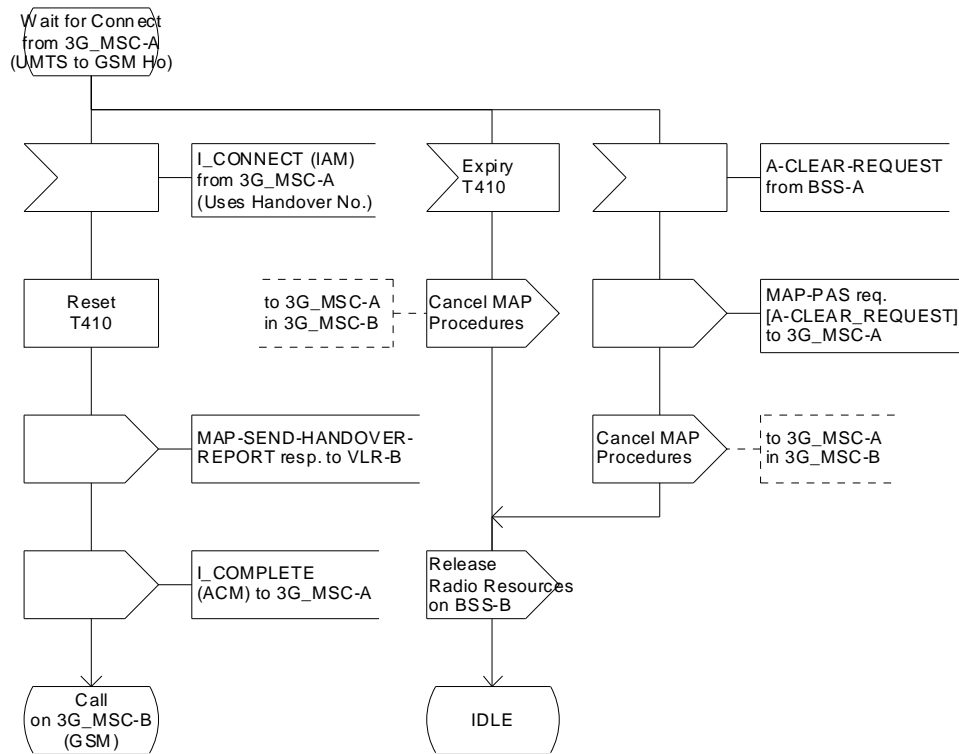 Wait for Connect
from 3G_MSC-A
(UMTS to GSM Ho)
I_CONNECT (IAM)
from 3G_MSC-A
(Uses Handover No.)
Expiry
T410
A-CLEAR-REQUEST
from BSS-A
Reset
T410
to 3G_MSC-A
in 3G_MSC-B
Cancel MAP
Procedures
MAP-PAS req.
[A-CLEAR_REQUEST]
to 3G_MSC-A
MAP-SEND-HANDOVER-
REPORT resp. to VLR-B
Cancel MAP
Procedures
to 3G_MSC-A
in 3G_MSC-B
I_COMPLETE
(ACM) to 3G_MSC-A
Release
Radio Resources
on BSS-B
Call
on 3G_MSC-B
(GSM)
IDLE